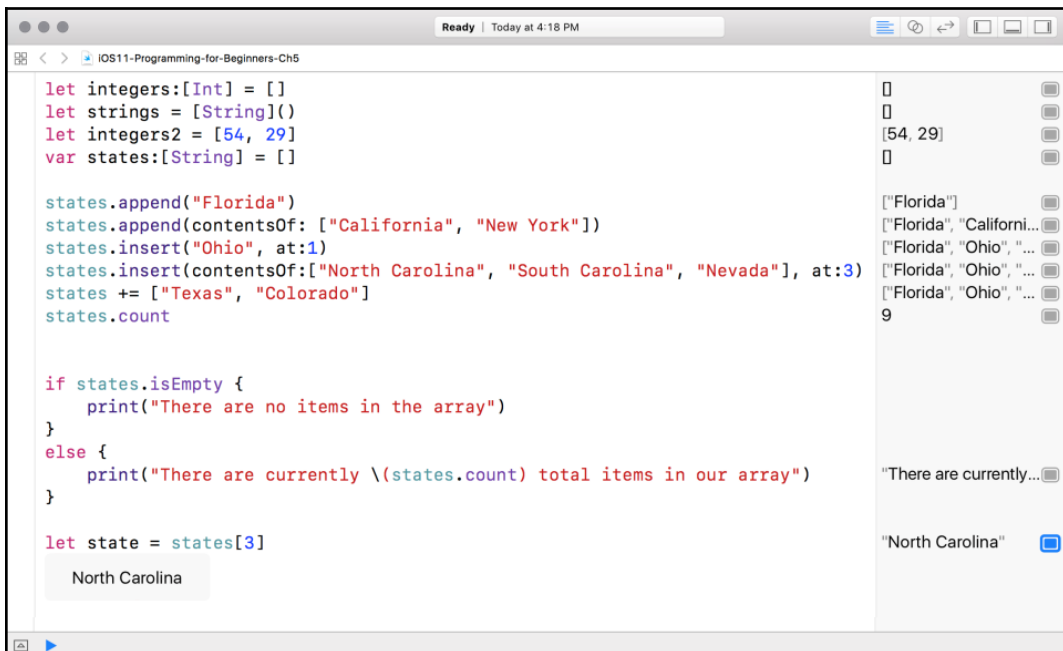 Ready | Today at 4:18 PM
iOS11-Programming-for-Beginners-Ch5
let integers:[Int] = [] []
let strings = [String]() []
let integers2 = [54, 29] [54, 29]
var states:[String] = [] []
states.append("Florida") ["Florida"]
states.append(contentsOf: ["California", "New York"]) ["Florida", "Californi...
states.insert("Ohio", at:1) ["Florida", "Ohio", "...
states.insert(contentsOf:["North Carolina", "South Carolina", "Nevada"], at:3) ["Florida", "Ohio", "...
states += ["Texas", "Colorado"] ["Florida", "Ohio", "...
states.count 9
if states.isEmpty {
    print("There are no items in the array")
}
else {
    print("There are currently \(states.count) total items in our array") "There are currently...
}
let state = states[3] "North Carolina"
North Carolina